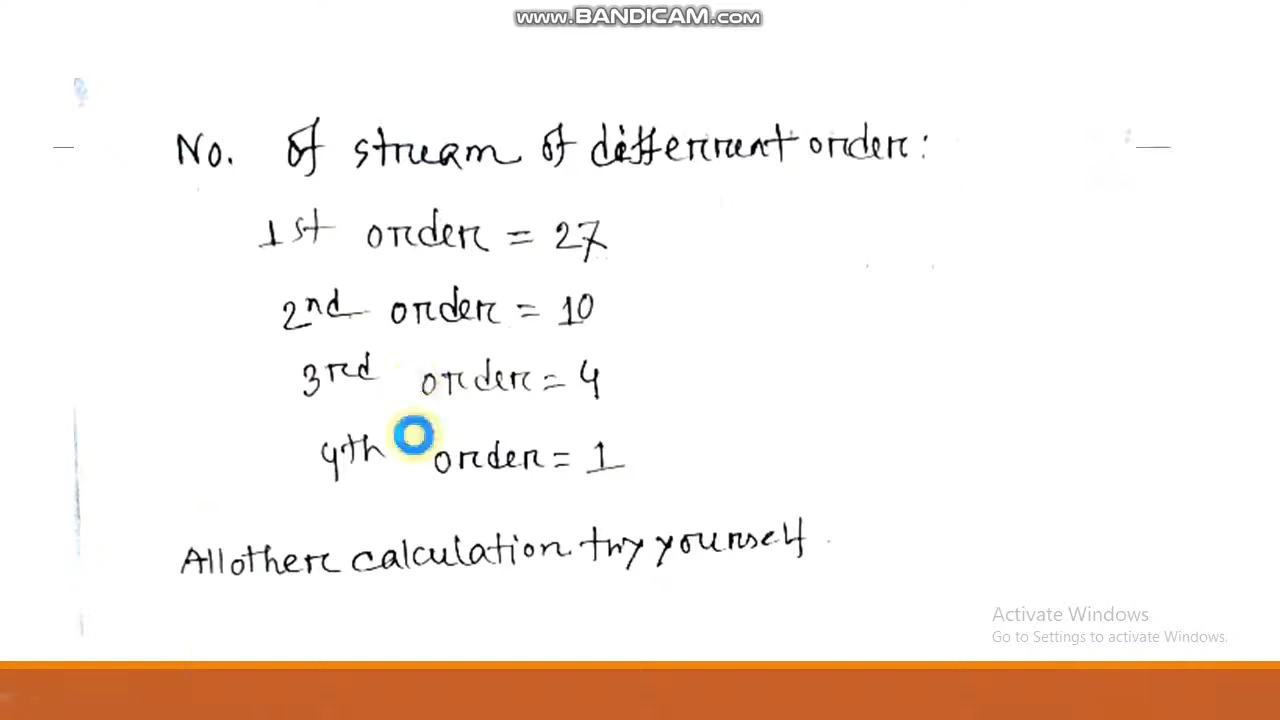 www.BANDICAM.com
No. of stream of different order:
1st order = 27
2nd order = 10
3rd order = 4
4th order = 1
All other calculation try yourself
Activate Windows
Go to Settings to activate Windows.